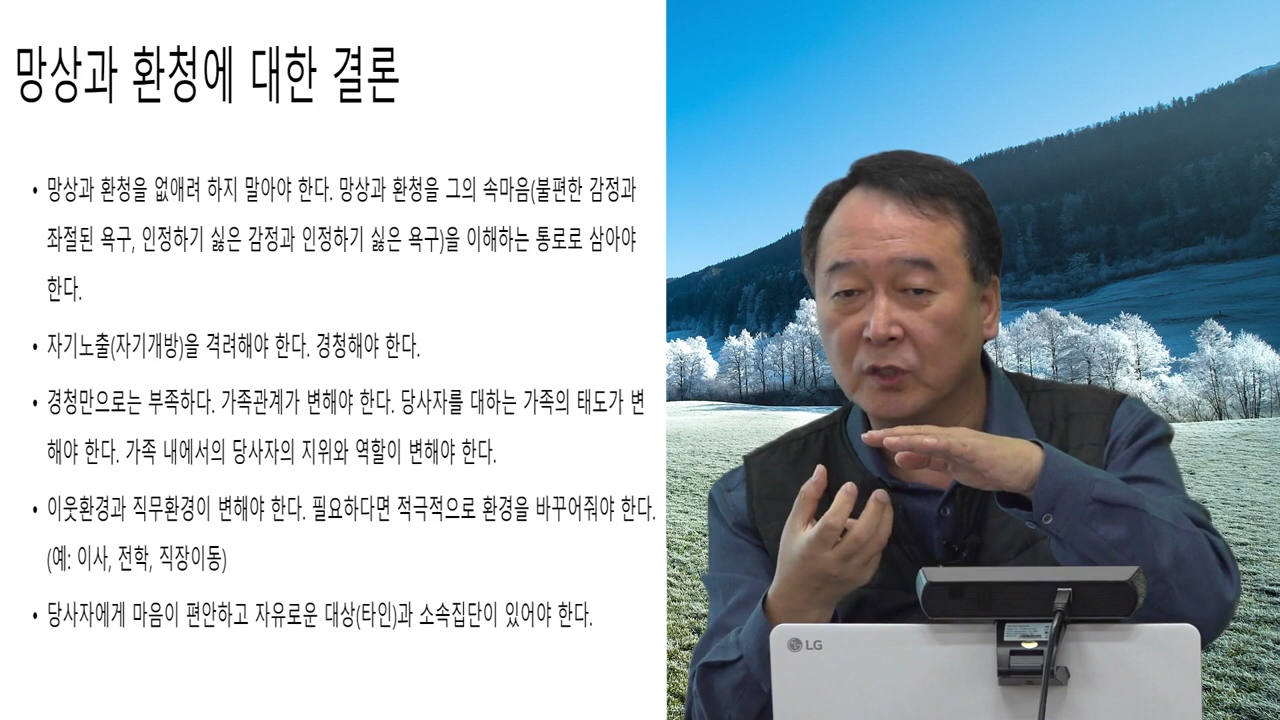 망상과 환청에 대한 결론
• 망상과 환청을 없애려 하지 말아야 한다. 망상과 환청을 그의 속마음(불편한 감정과
좌절된 욕구, 인정하기 싫은 감정과 인정하기 싫은 욕구)을 이해하는 통로로 삼아야
한다.
• 자기노출(자기개방)을 격려해야 한다. 경청해야 한다.
• 경청만으로는 부족하다. 가족관계가 변해야 한다. 당사자를 대하는 가족의 태도가 변
해야 한다. 가족 내에서의 당사자의 지위와 역할이 변해야 한다.
• 이웃환경과 직무환경이 변해야 한다. 필요하다면 적극적으로 환경을 바꾸어줘야 한다.
(예: 이사, 전학, 직장이동)
• 당사자에게 마음이 편안하고 자유로운 대상(타인)과 소속집단이 있어야 한다.
LG